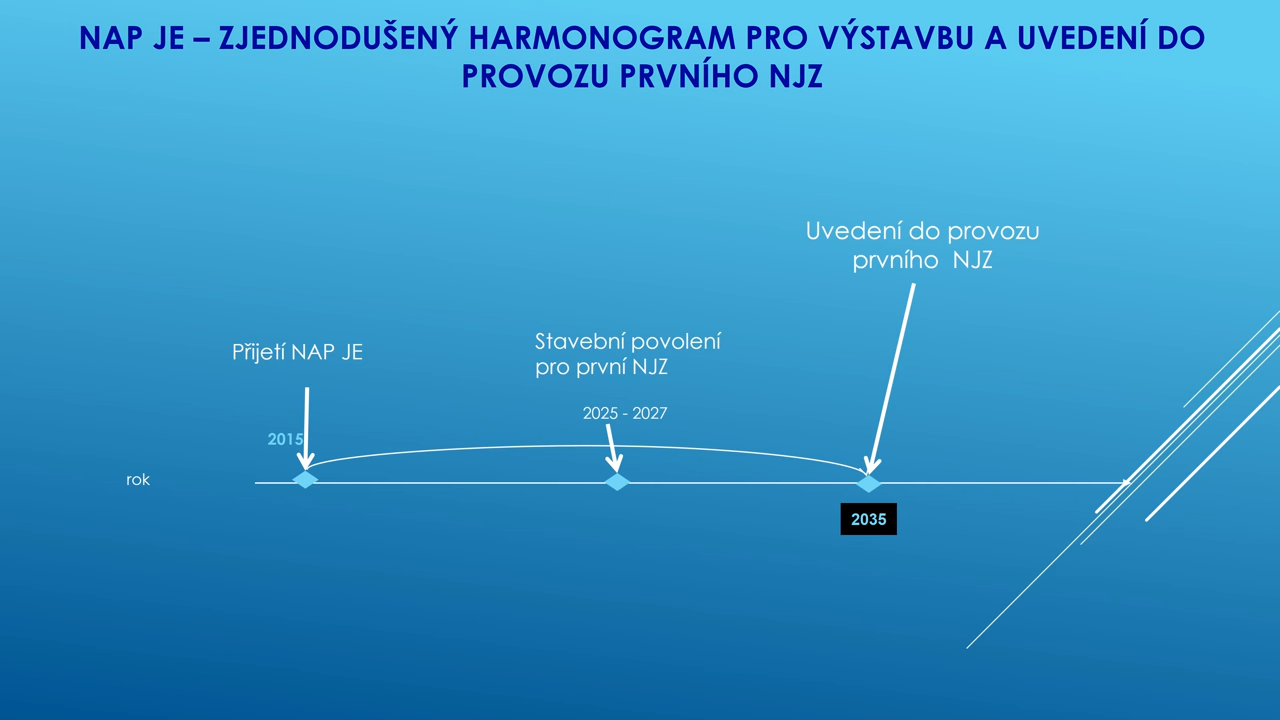 NAP JE – ZJEDNODUŠENÝ HARMONOGRAM PRO VÝSTAVBU A UVEDENÍ DO
PROVOZU PRVNÍHO NJZ
Uvedení do provozu
prvního NJZ
Přijetí NAP JE
Stavební povolení
pro první NJZ
2025 - 2027
2015
rok
2035